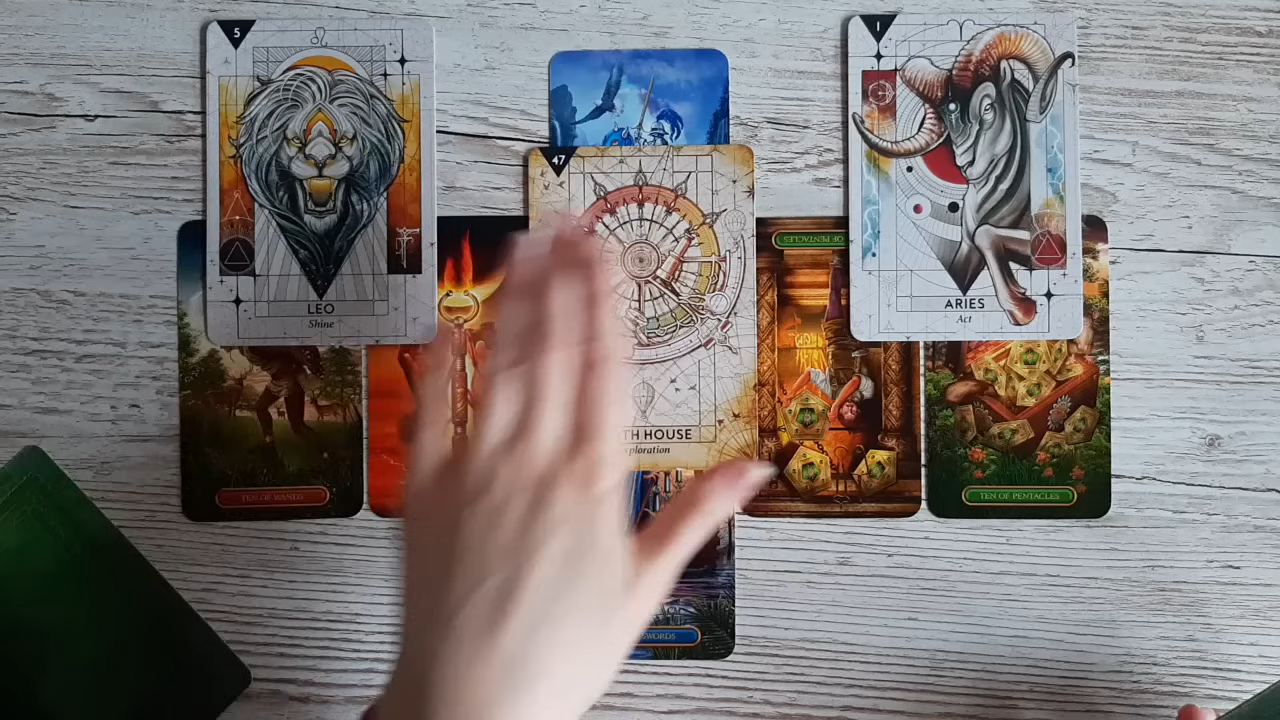 5
LEO
Shine
1
ARIES
Act
47
TH HOUSE
ploration
OF PENTACLES
TEN OF WANDS
TEN OF PENTACLES
SWORDS